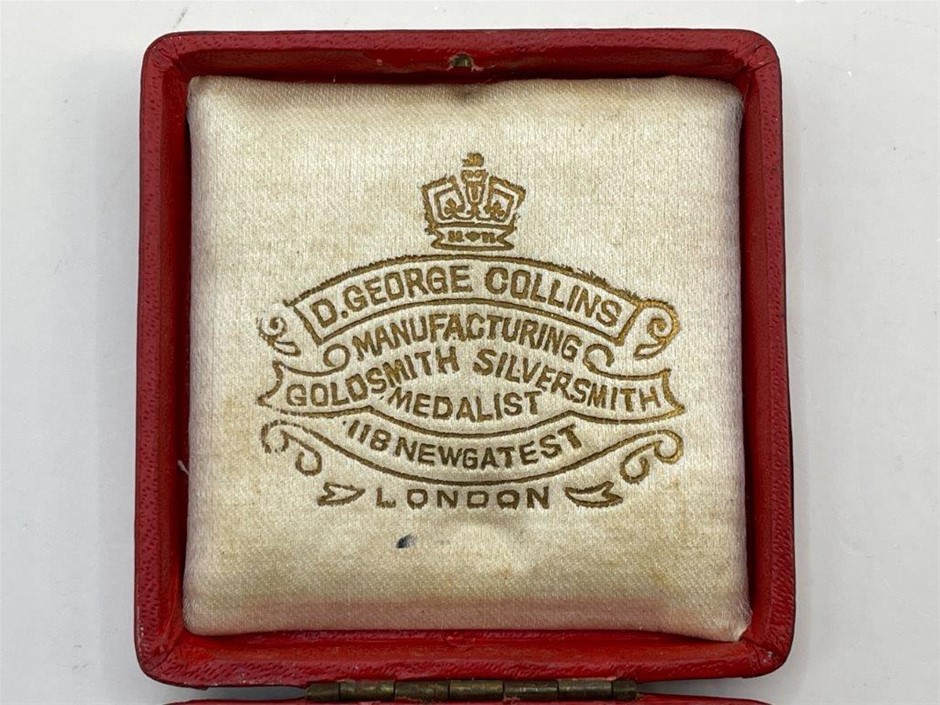 D. GEORGE COLLINS
MANUFACTURING
GOLDSMITH SILVERSMITH
MEDALIST
118 NEWGATE ST
LONDON